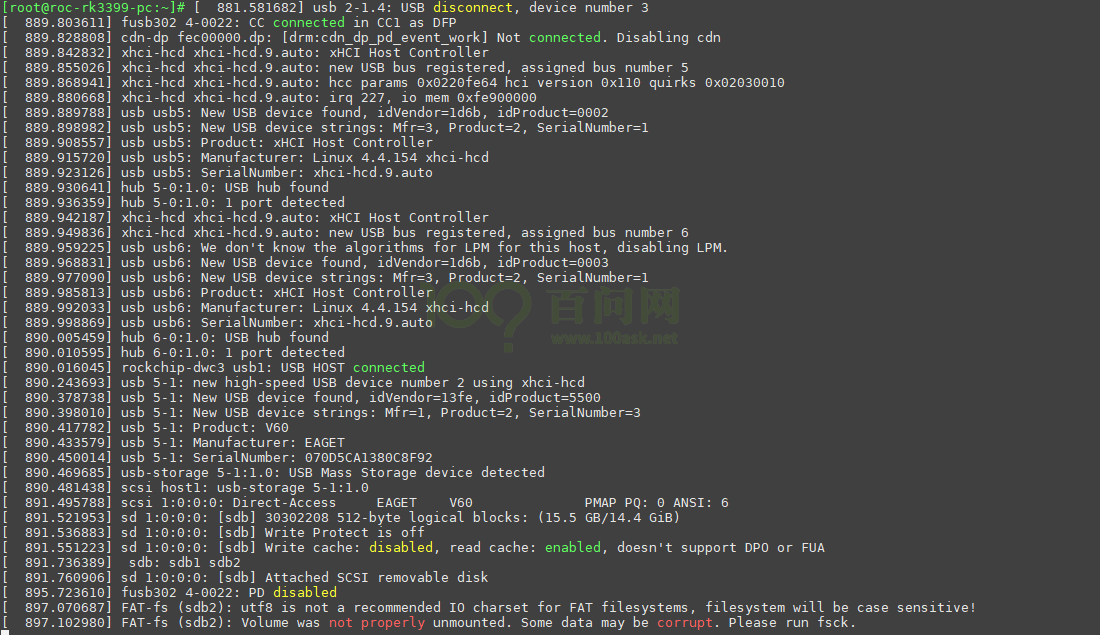 [root@roc-rk3399-pc:~]# [  881.581682] usb 2-1.4: USB disconnect, device number 3
[  889.803611] fusb302 4-0022: CC connected in CC1 as DFP
[  889.828808] cdn-dp fec00000.dp: [drm:cdn_dp_pd_event_work] Not connected. Disabling cdn
[  889.842832] xhci-hcd xhci-hcd.9.auto: xHCI Host Controller
[  889.855026] xhci-hcd xhci-hcd.9.auto: new USB bus registered, assigned bus number 5
[  889.868941] xhci-hcd xhci-hcd.9.auto: hcc params 0x0220fe64 hci version 0x110 quirks 0x02030010
[  889.880668] xhci-hcd xhci-hcd.9.auto: irq 227, io mem 0xfe900000
[  889.889788] usb usb5: New USB device found, idVendor=1d6b, idProduct=0002
[  889.898982] usb usb5: New USB device strings: Mfr=3, Product=2, SerialNumber=1
[  889.908557] usb usb5: Product: xHCI Host Controller
[  889.915720] usb usb5: Manufacturer: Linux 4.4.154 xhci-hcd
[  889.923126] usb usb5: SerialNumber: xhci-hcd.9.auto
[  889.930641] hub 5-0:1.0: USB hub found
[  889.936359] hub 5-0:1.0: 1 port detected
[  889.942187] xhci-hcd xhci-hcd.9.auto: xHCI Host Controller
[  889.949836] xhci-hcd xhci-hcd.9.auto: new USB bus registered, assigned bus number 6
[  889.959225] usb usb6: We don't know the algorithms for LPM for this host, disabling LPM.
[  889.968831] usb usb6: New USB device found, idVendor=1d6b, idProduct=0003
[  889.977090] usb usb6: New USB device strings: Mfr=3, Product=2, SerialNumber=1
[  889.985813] usb usb6: Product: xHCI Host Controller
[  889.992033] usb usb6: Manufacturer: Linux 4.4.154 xhci-hcd
[  889.998869] usb usb6: SerialNumber: xhci-hcd.9.auto
[  890.005459] hub 6-0:1.0: USB hub found
[  890.010595] hub 6-0:1.0: 1 port detected
[  890.016045] rockchip-dwc3 usb1: USB HOST connected
[  890.243693] usb 5-1: new high-speed USB device number 2 using xhci-hcd
[  890.378738] usb 5-1: New USB device found, idVendor=13fe, idProduct=5500
[  890.398010] usb 5-1: New USB device strings: Mfr=1, Product=2, SerialNumber=3
[  890.417782] usb 5-1: Product: V60
[  890.433579] usb 5-1: Manufacturer: EAGET
[  890.450014] usb 5-1: SerialNumber: 070D5CA1380C8F92
[  890.469685] usb-storage 5-1:1.0: USB Mass Storage device detected
[  890.481438] scsi host1: usb-storage 5-1:1.0
[  891.495788] scsi 1:0:0:0: Direct-Access     EAGET    V60              PMAP PQ: 0 ANSI: 6
[  891.521953] sd 1:0:0:0: [sdb] 30302208 512-byte logical blocks: (15.5 GB/14.4 GiB)
[  891.536883] sd 1:0:0:0: [sdb] Write Protect is off
[  891.551223] sd 1:0:0:0: [sdb] Write cache: disabled, read cache: enabled, doesn't support DPO or FUA
[  891.736389]  sdb: sdb1 sdb2
[  891.760906] sd 1:0:0:0: [sdb] Attached SCSI removable disk
[  895.723610] fusb302 4-0022: PD disabled
[  897.070687] FAT-fs (sdb2): utf8 is not a recommended IO charset for FAT filesystems, filesystem will be case sensitive!
[  897.102980] FAT-fs (sdb2): Volume was not properly unmounted. Some data may be corrupt. Please run fsck.
百问网
www.100ask.net